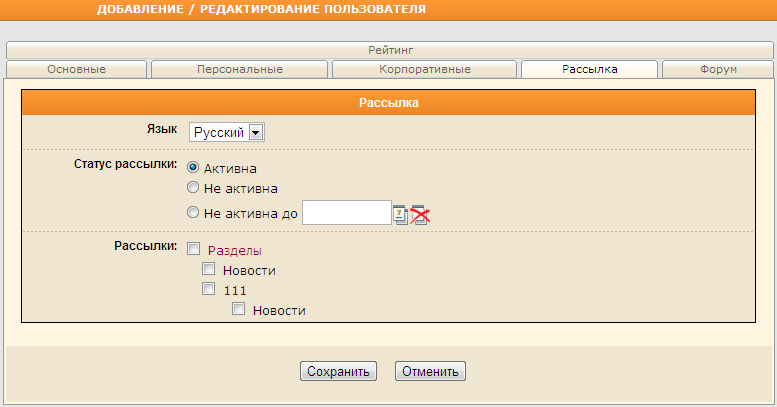 ДОБАВЛЕНИЕ / РЕДАКТИРОВАНИЕ ПОЛЬЗОВАТЕЛЯ
Рейтинг
Основные Персональные Корпоративные Рассылка Форум
Рассылка
Язык Русский
Статус рассылки: Активна
Не активна
Не активна до
Рассылки: Разделы
Новости
111
Новости
Сохранить Отменить